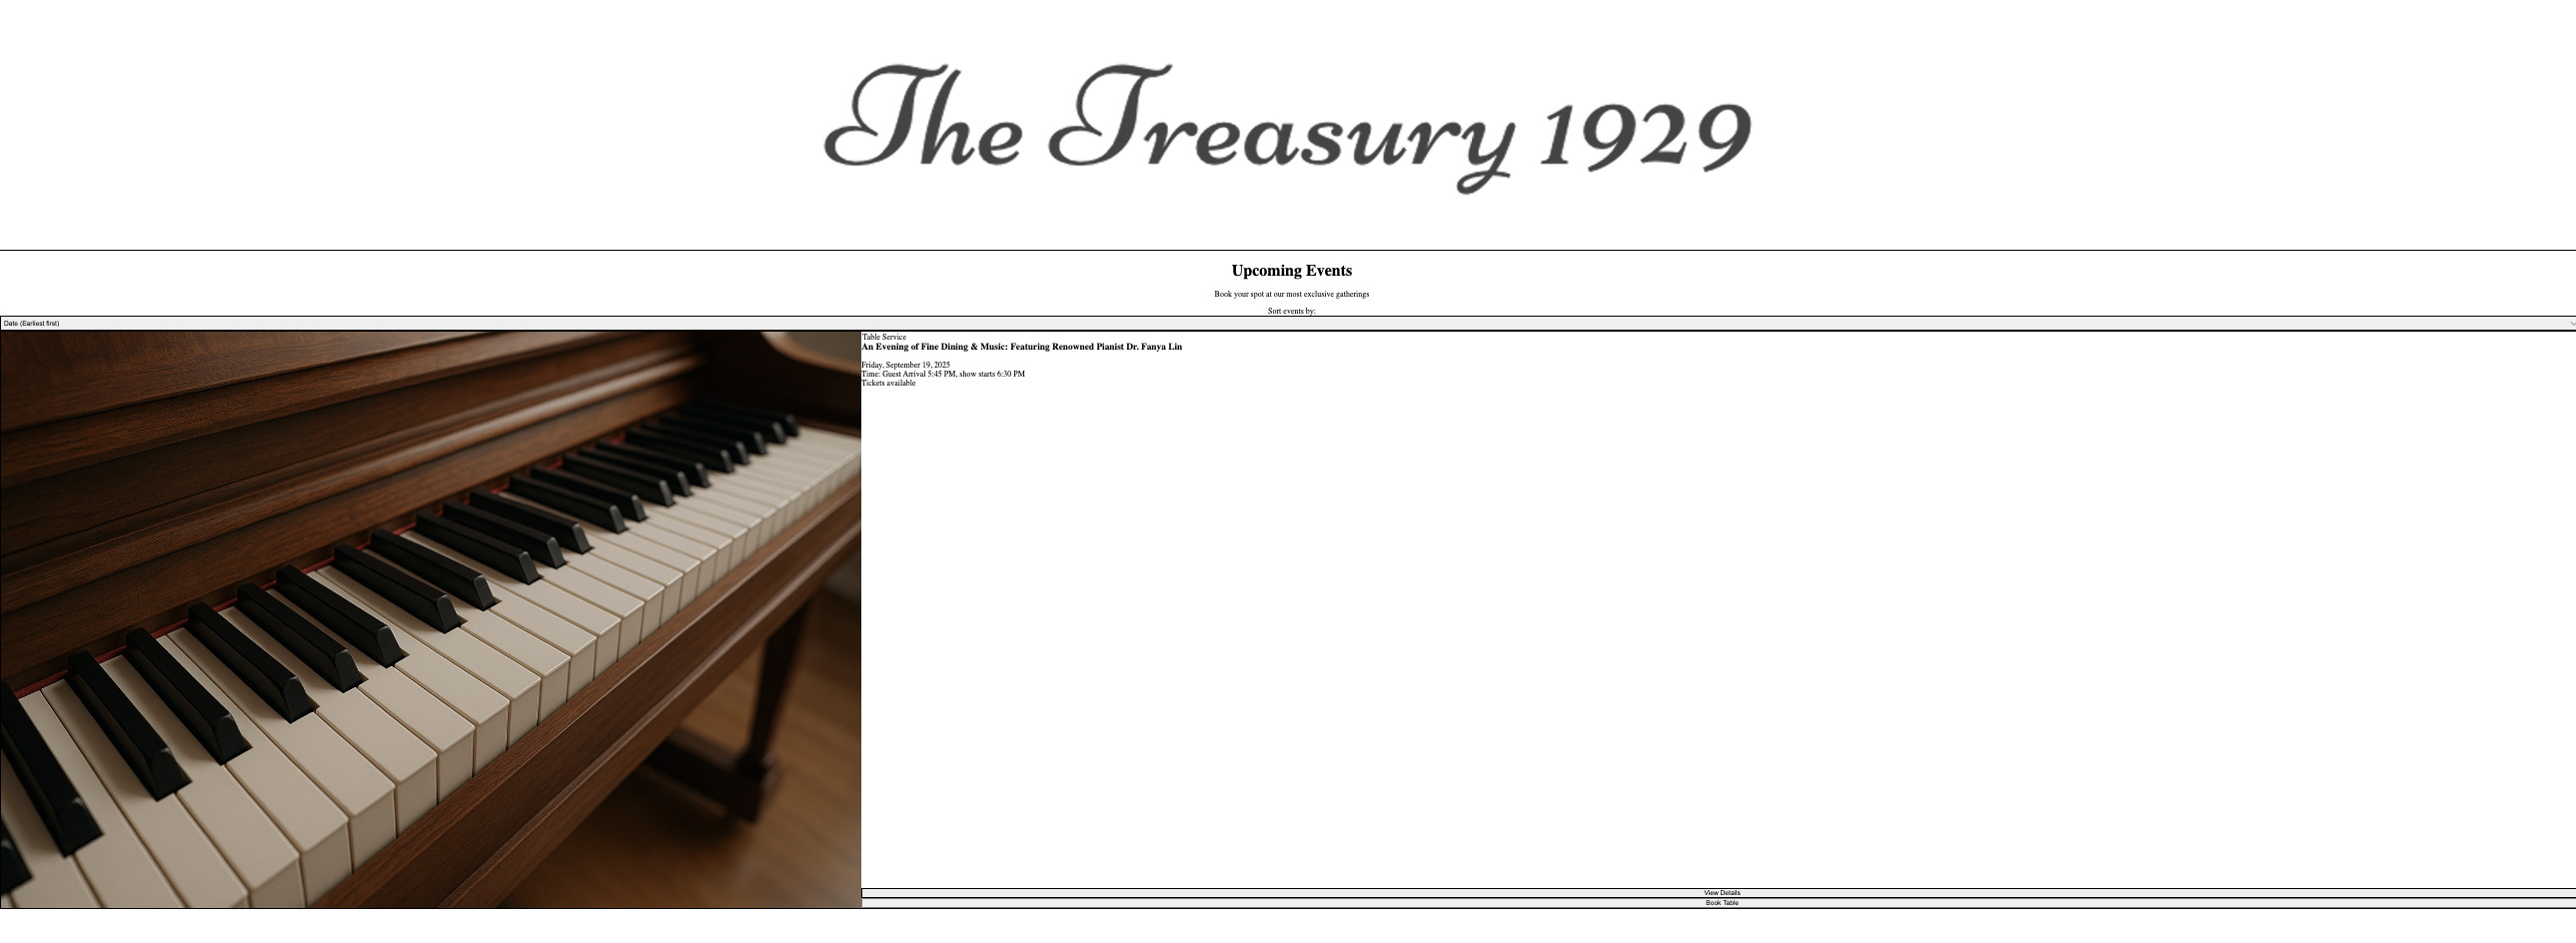 The Treasury 1929
Upcoming Events
Book your spot at our most exclusive gatherings
Sort events by:
Date (Earliest first)
Table Service
An Evening of Fine Dining & Music: Featuring Renowned Pianist Dr. Fanya Lin
Friday, September 19, 2025
Time: Guest Arrival 5:45 PM, show starts 6:30 PM
Tickets available
View Details
Book Table